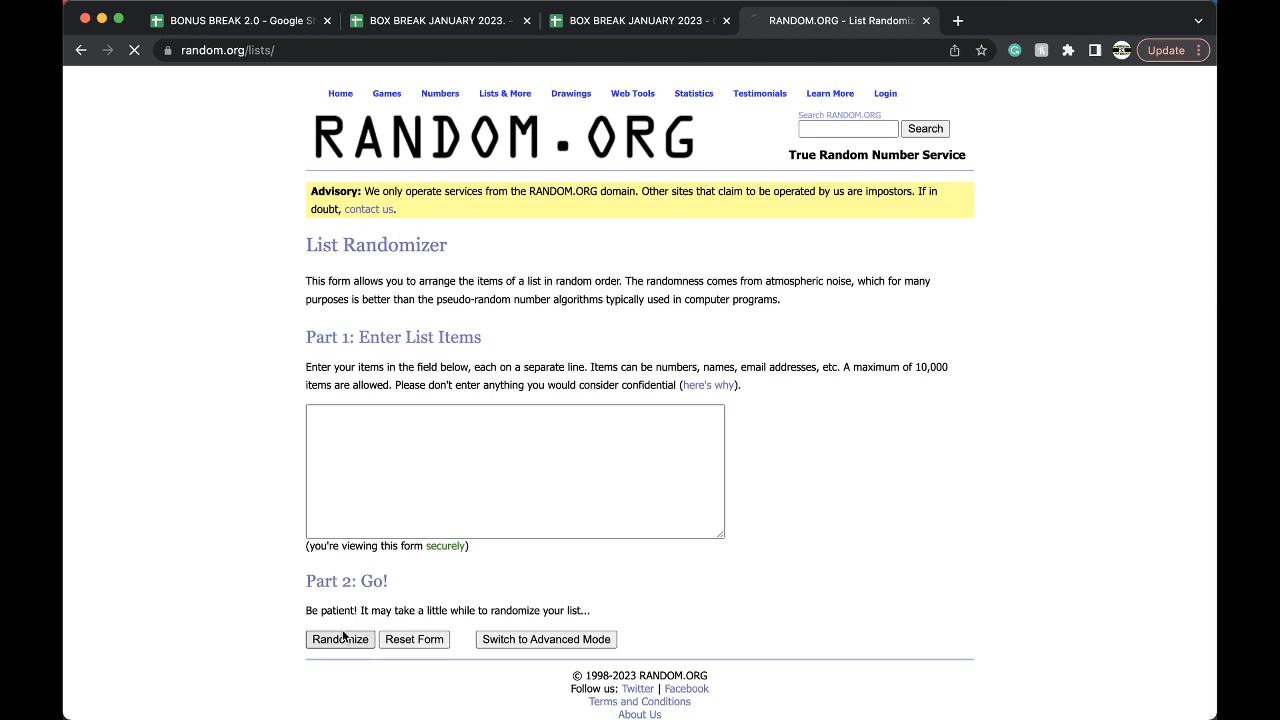 BONUS BREAK 2.0 - Google S
BOX BREAK JANUARY 2023. -
BOX BREAK JANUARY 2023 -
RANDOM.ORG - List Randomiz
random.org/lists/
Update
Home Games Numbers Lists & More Drawings Web Tools Statistics Testimonials Learn More Login
Search RANDOM.ORG
RANDOM.ORG
Search
True Random Number Service
Advisory: We only operate services from the RANDOM.ORG domain. Other sites that claim to be operated by us are impostors. If in
doubt, contact us.
List Randomizer
This form allows you to arrange the items of a list in random order. The randomness comes from atmospheric noise, which for many
purposes is better than the pseudo-random number algorithms typically used in computer programs.
Part 1: Enter List Items
Enter your items in the field below, each on a separate line. Items can be numbers, names, email addresses, etc. A maximum of 10,000
items are allowed. Please don't enter anything you would consider confidential (here's why).
(you're viewing this form securely)
Part 2: Go!
Be patient! It may take a little while to randomize your list...
Randomize Reset Form Switch to Advanced Mode
© 1998-2023 RANDOM.ORG
Follow us: Twitter | Facebook
Terms and Conditions
About Us